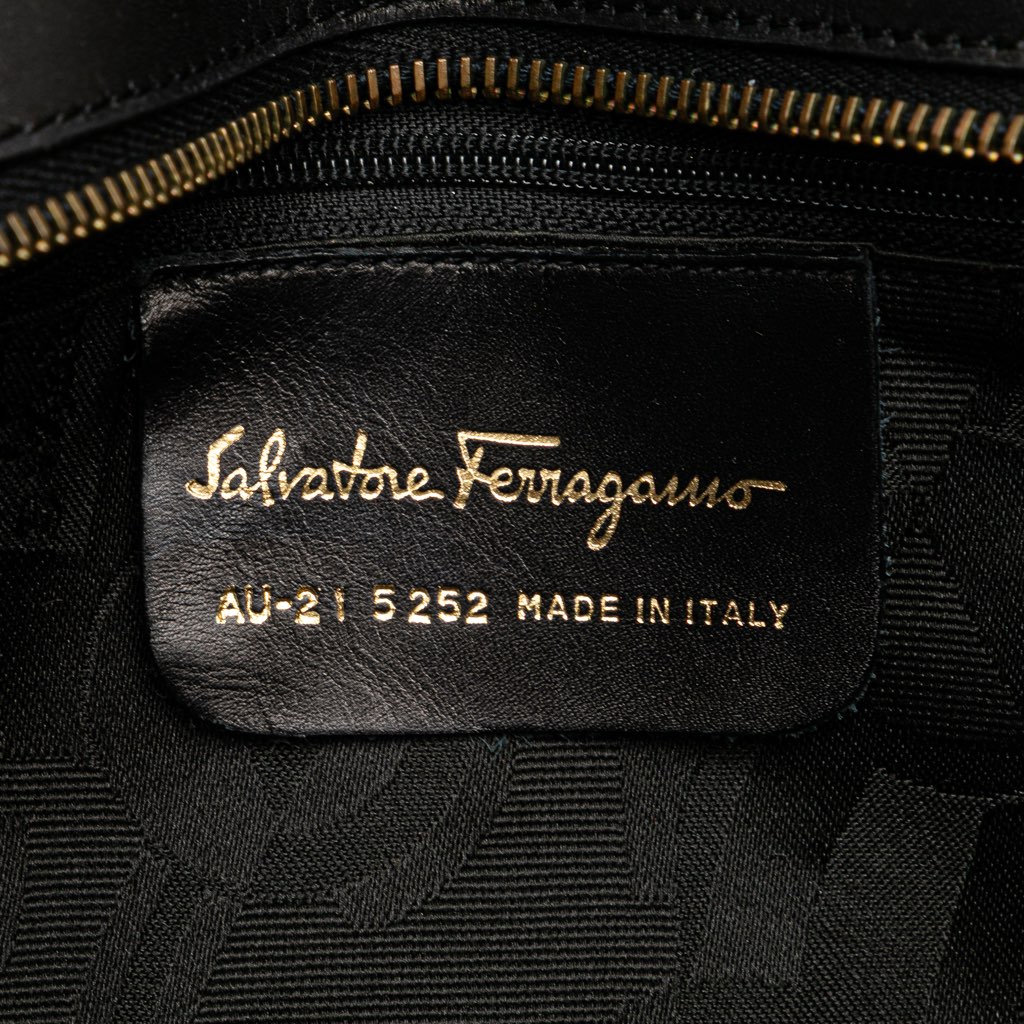 Salvatore Ferragamo
AU-21 5252 MADE IN ITALY